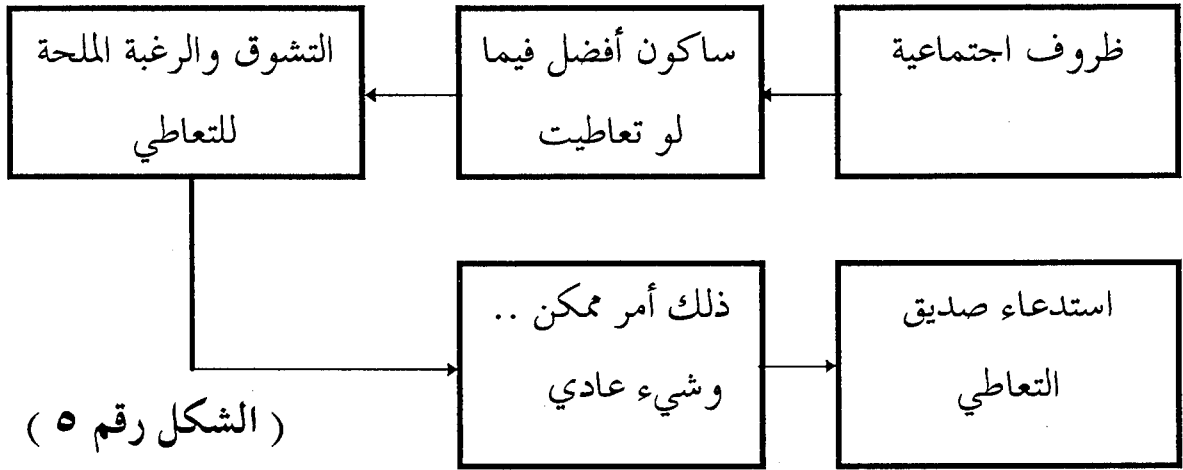 ظروف اجتماعية
ساكون أفضل فيما
لو تعاطيت
التشوق والرغبة الملحة
للتعاطي
ذلك أمر ممكن ..
وشيء عادي
استدعاء صديق
التعاطي
( الشكل رقم ٥ )